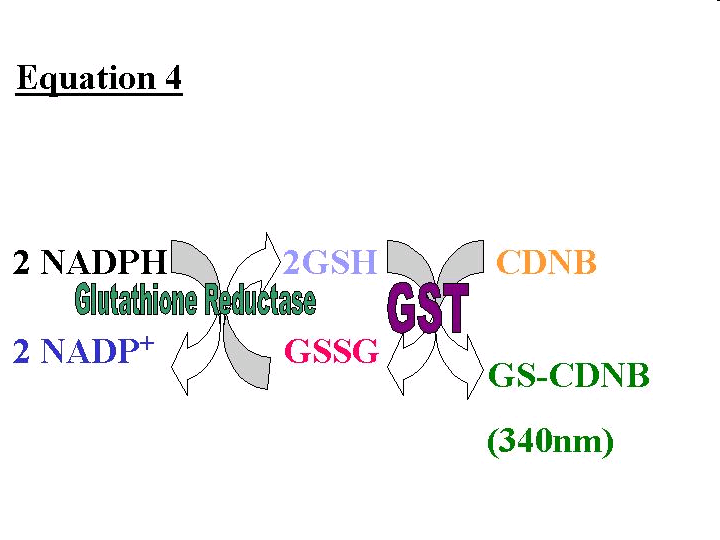 Equation 4
2 NADPH 2GSH CDNB
Glutathione Reductase GST
2 NADP+ GSSG
GS-CDNB
(340nm)